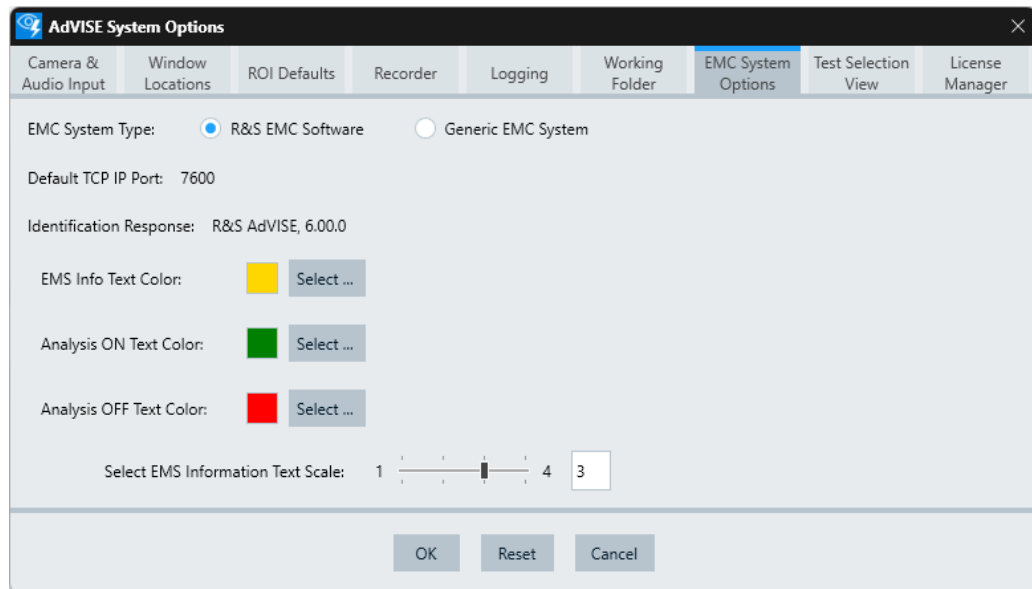 AdVISE System Options
Camera & Audio Input
Window Locations
ROI Defaults
Recorder
Logging
Working Folder
EMC System Options
Test Selection View
License Manager
EMC System Type: R&S EMC Software Generic EMC System
Default TCP IP Port: 7600
Identification Response: R&S AdVISE, 6.00.0
EMS Info Text Color: Select ...
Analysis ON Text Color: Select ...
Analysis OFF Text Color: Select ...
Select EMS Information Text Scale: 1 4 3
OK Reset Cancel